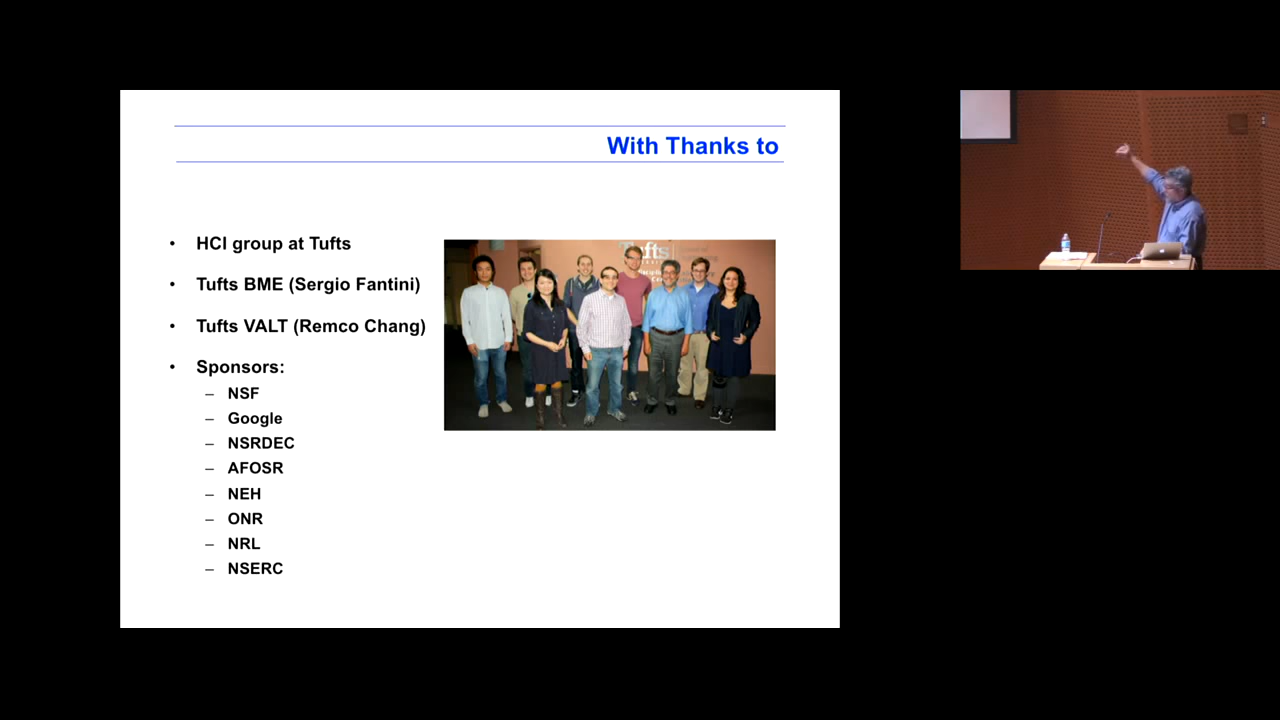 With Thanks to
• HCI group at Tufts
• Tufts BME (Sergio Fantini)
• Tufts VALT (Remco Chang)
• Sponsors:
– NSF
– Google
– NSRDEC
– AFOSR
– NEH
– ONR
– NRL
– NSERC
Tufts